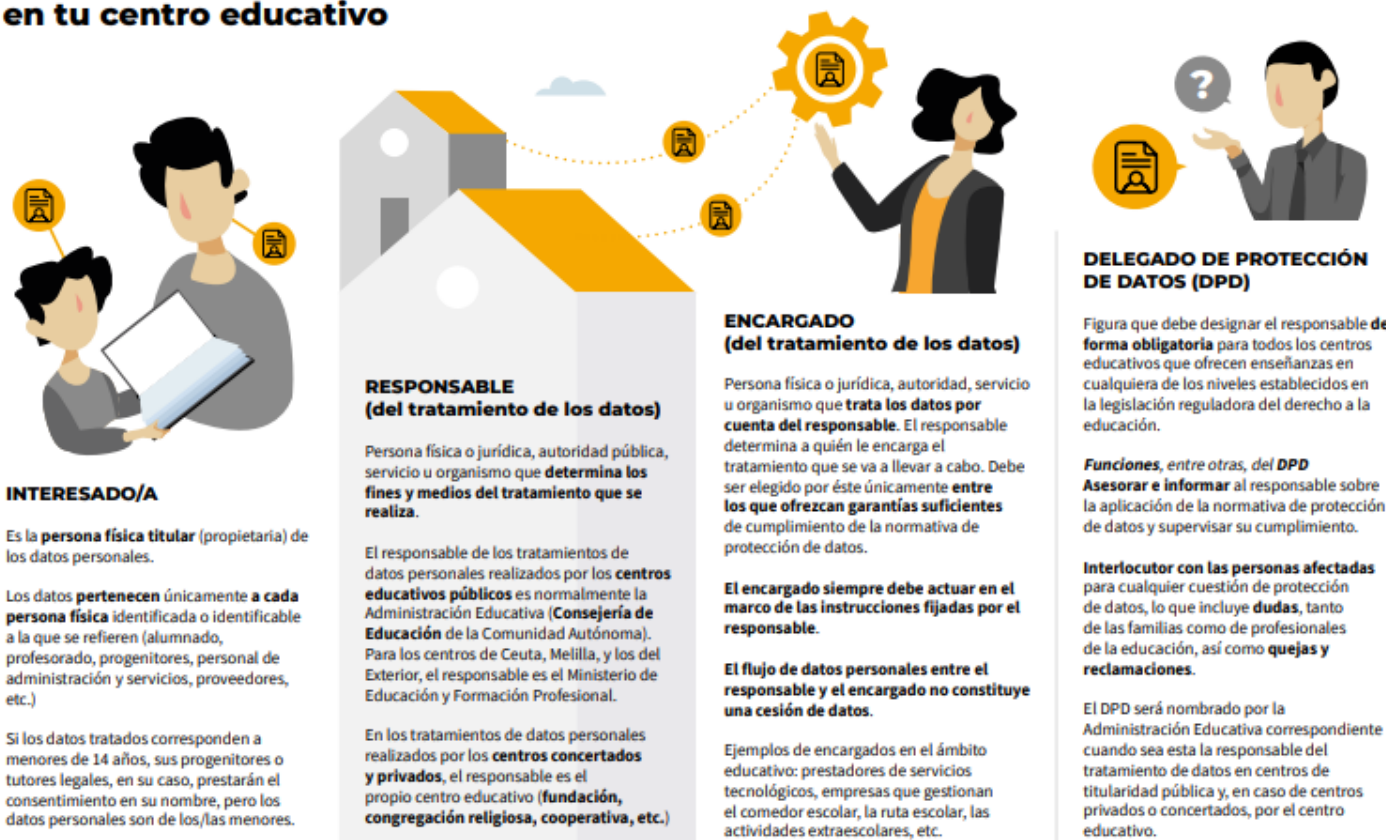 en tu centro educativo
?
INTERESADO/A
Es la persona física titular (propietaria) de
los datos personales.
Los datos pertenecen únicamente a cada
persona física identificada o identificable
a la que se refieren (alumnado,
profesorado, progenitores, personal de
administración y servicios, proveedores,
etc.)
Si los datos tratados corresponden a
menores de 14 años, sus progenitores o
tutores legales, en su caso, prestarán el
consentimiento en su nombre, pero los
datos personales son de los/las menores.
RESPONSABLE
(del tratamiento de los datos)
Persona física o jurídica, autoridad pública,
servicio u organismo que determina los
fines y medios del tratamiento que se
realiza.
El responsable de los tratamientos de
datos personales realizados por los centros
educativos públicos es normalmente la
Administración Educativa (Consejería de
Educación de la Comunidad Autónoma).
Para los centros de Ceuta, Melilla, y los del
Exterior, el responsable es el Ministerio de
Educación y Formación Profesional.
En los tratamientos de datos personales
realizados por los centros concertados
y privados, el responsable es el
propio centro educativo (fundación,
congregación religiosa, cooperativa, etc.)
ENCARGADO
(del tratamiento de los datos)
Persona física o jurídica, autoridad, servicio
u organismo que trata los datos por
cuenta del responsable. El responsable
determina a quién le encarga el
tratamiento que se va a llevar a cabo. Debe
ser elegido por éste únicamente entre
los que ofrezcan garantías suficientes
de cumplimiento de la normativa de
protección de datos.
El encargado siempre debe actuar en el
marco de las instrucciones fijadas por el
responsable.
El flujo de datos personales entre el
responsable y el encargado no constituye
una cesión de datos.
Ejemplos de encargados en el ámbito
educativo: prestadores de servicios
tecnológicos, empresas que gestionan
el comedor escolar, la ruta escolar, las
actividades extraescolares, etc.
DELEGADO DE PROTECCIÓN
DE DATOS (DPD)
Figura que debe designar el responsable de
forma obligatoria para todos los centros
educativos que ofrecen enseñanzas en
cualquiera de los niveles establecidos en
la legislación reguladora del derecho a la
educación.
Funciones, entre otras, del DPD
Asesorar e informar al responsable sobre
la aplicación de la normativa de protección
de datos y supervisar su cumplimiento.
Interlocutor con las personas afectadas
para cualquier cuestión de protección
de datos, lo que incluye dudas, tanto
de las familias como de profesionales
de la educación, así como quejas y
reclamaciones.
El DPD será nombrado por la
Administración Educativa correspondiente
cuando sea esta la responsable del
tratamiento de datos en centros de
titularidad pública y, en caso de centros
privados o concertados, por el centro
educativo.